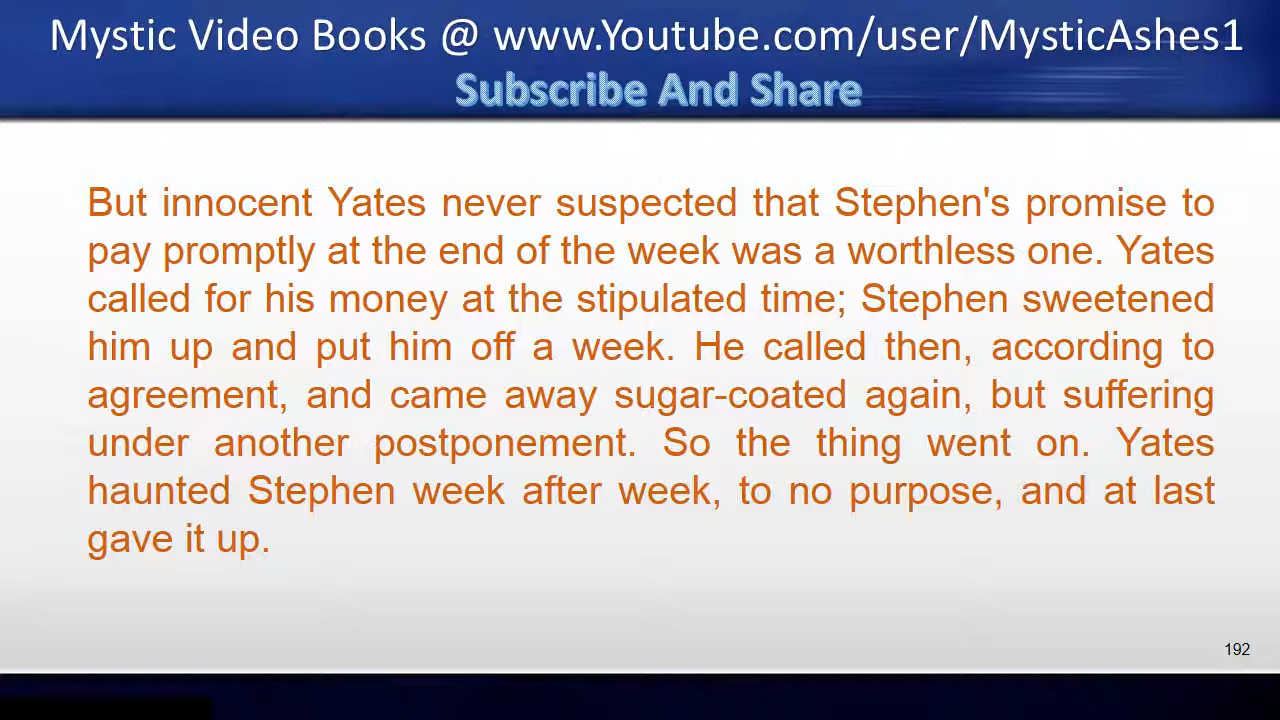 Mystic Video Books @ www.Youtube.com/user/MysticAshes1
Subscribe And Share
But innocent Yates never suspected that Stephen's promise to
pay promptly at the end of the week was a worthless one. Yates
called for his money at the stipulated time; Stephen sweetened
him up and put him off a week. He called then, according to
agreement, and came away sugar-coated again, but suffering
under another postponement. So the thing went on. Yates
haunted Stephen week after week, to no purpose, and at last
gave it up.
192